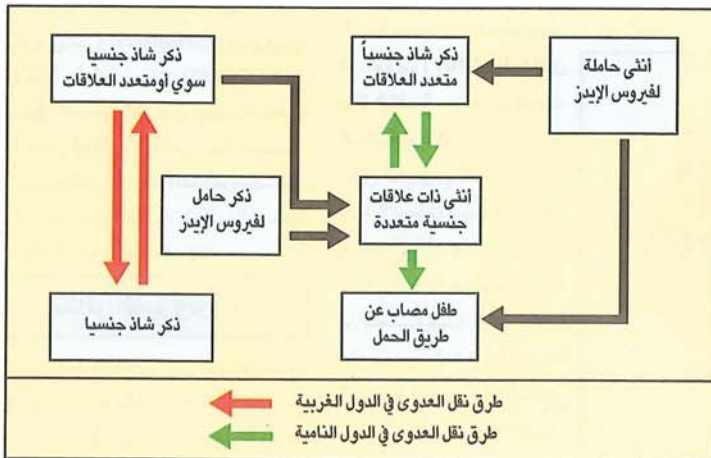 أنثى حاملة
لفيروس الإيدز
ذكر شاذ جنسياً
متعدد العلاقات
ذكر شاذ جنسيا
سوي أومتعدد العلاقات
أنثى ذات علاقات
جنسية متعددة
ذكر حامل
لفيروس الإيدز
طفل مصاب عن
طريق الحمل
ذكر شاذ جنسيا
طرق نقل العدوى في الدول الغربية
طرق نقل العدوى في الدول النامية